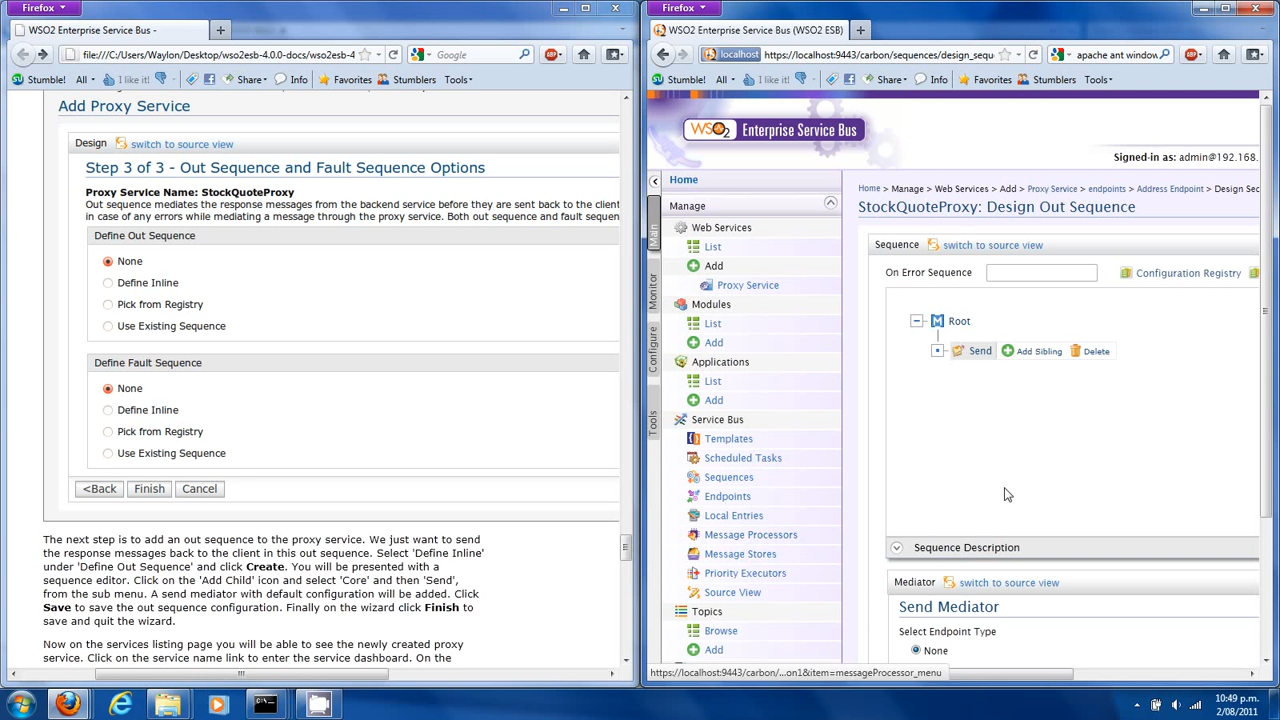 Firefox
WSO2 Enterprise Service Bus -
file:///C:/Users/Waylon/Desktop/wso2esb-4.0.0-docs/wso2esb-4
Google
Stumble! All I like it! Share Info Favorites Stumblers Tools
Add Proxy Service
Design switch to source view
Step 3 of 3 - Out Sequence and Fault Sequence Options
Proxy Service Name: StockQuoteProxy
Out sequence mediates the response messages from the backend service before they are sent back to the client
in case of any errors while mediating a message through the proxy service. Both out sequence and fault sequen
Define Out Sequence
None
Define Inline
Pick from Registry
Use Existing Sequence
Define Fault Sequence
None
Define Inline
Pick from Registry
Use Existing Sequence
<Back Finish Cancel
The next step is to add an out sequence to the proxy service. We just want to send
the response messages back to the client in this out sequence. Select 'Define Inline'
under 'Define Out Sequence' and click Create. You will be presented with a
sequence editor. Click on the 'Add Child' icon and select 'Core' and then 'Send',
from the sub menu. A send mediator with default configuration will be added. Click
Save to save the out sequence configuration. Finally on the wizard click Finish to
save and quit the wizard.
Now on the services listing page you will be able to see the newly created proxy
service. Click on the service name link to enter the service dashboard. On the
Firefox
WSO2 Enterprise Service Bus (WSO2 ESB)
localhost https://localhost:9443/carbon/sequences/design_sequ
apache ant window
Stumble! All I like it! Share Info Favorites Stumblers Tools
WSO2 Enterprise Service Bus
Signed-in as: admin@192.168.
Home
Manage
Web Services
List
Add
Proxy Service
Modules
List
Add
Applications
List
Add
Service Bus
Templates
Scheduled Tasks
Sequences
Endpoints
Local Entries
Message Processors
Message Stores
Priority Executors
Source View
Topics
Browse
Add
Main
Monitor
Configure
Tools
Home > Manage > Web Services > Add > Proxy Service > endpoints > Address Endpoint > Design Sec
StockQuoteProxy: Design Out Sequence
Sequence switch to source view
On Error Sequence Configuration Registry
Root
Send Add Sibling Delete
Sequence Description
Mediator switch to source view
Send Mediator
Select Endpoint Type
None
https://localhost:9443/carbon/...on1&item=messageProcessor_menu
10:49 p.m.
2/08/2011